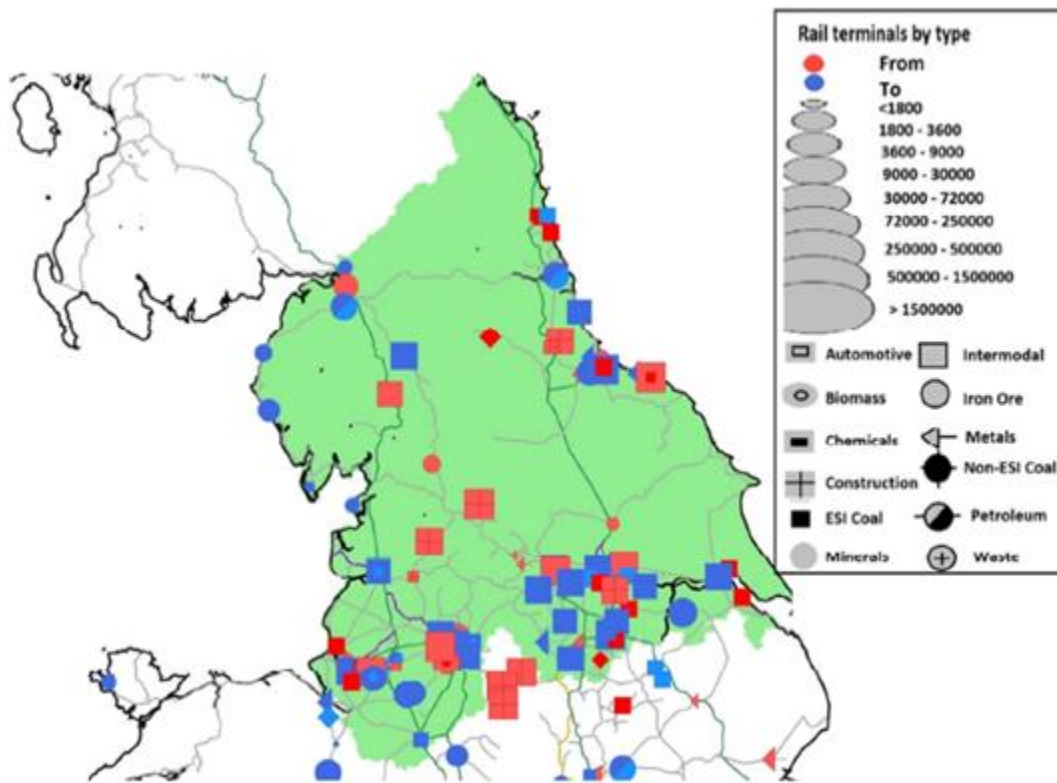 Rail terminals by type
From
To
<1800
1800 - 3600
3600 - 9000
9000 - 30000
30000 - 72000
72000 - 250000
250000 - 500000
500000 - 1500000
> 1500000
Automotive
Intermodal
Biomass
Iron Ore
Chemicals
Metals
Construction
Non-ESI Coal
ESI Coal
Petroleum
Minerals
Waste